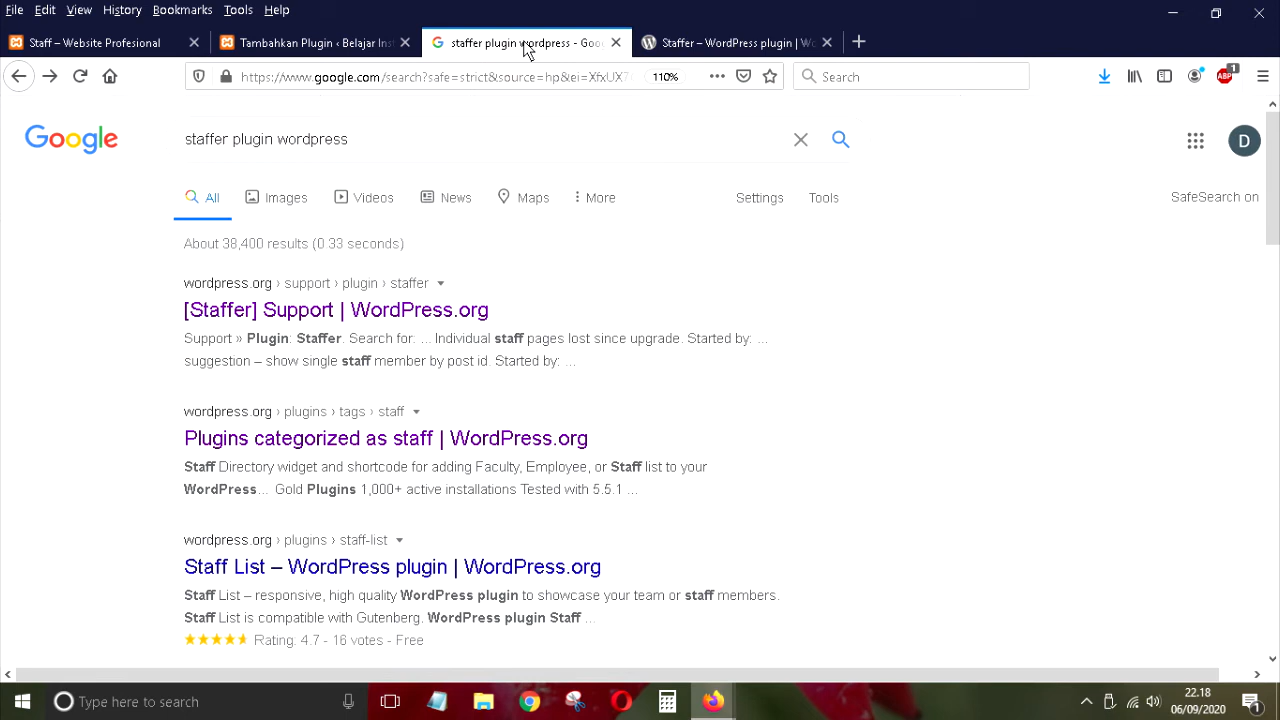 File Edit View History Bookmarks Tools Help
Staff – Website Profesional
Tambahkan Plugin ‹ Belajar Ins
staffer plugin wordpress - Goo
Staffer – WordPress plugin | Wo
https://www.google.com/search?safe=strict&source=hp&ei=XfxUX7
110%
Search
ABP
1
Google
staffer plugin wordpress
D
All Images Videos News Maps More Settings Tools
SafeSearch on
About 38,400 results (0 33 seconds)
wordpress.org › support › plugin › staffer
[Staffer] Support | WordPress.org
Support » Plugin: Staffer. Search for: ... Individual staff pages lost since upgrade. Started by: ...
suggestion – show single staff member by post id. Started by: ...
wordpress.org › plugins › tags › staff
Plugins categorized as staff | WordPress.org
Staff Directory widget and shortcode for adding Faculty, Employee, or Staff list to your
WordPress... Gold Plugins 1,000+ active installations Tested with 5.5.1 ...
wordpress.org › plugins › staff-list
Staff List – WordPress plugin | WordPress.org
Staff List – responsive, high quality WordPress plugin to showcase your team or staff members.
Staff List is compatible with Gutenberg. WordPress plugin Staff ...
Rating: 4.7 - 16 votes - Free
Type here to search
22.18
06/09/2020
1